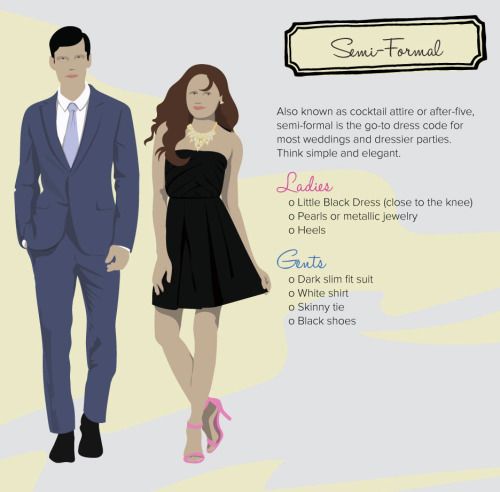 Semi-Formal
Also known as cocktail attire or after-five,
semi-formal is the go-to dress code for
most weddings and dressier parties.
Think simple and elegant.
Ladies
o Little Black Dress (close to the knee)
o Pearls or metallic jewelry
o Heels
Gents
o Dark slim fit suit
o White shirt
o Skinny tie
o Black shoes